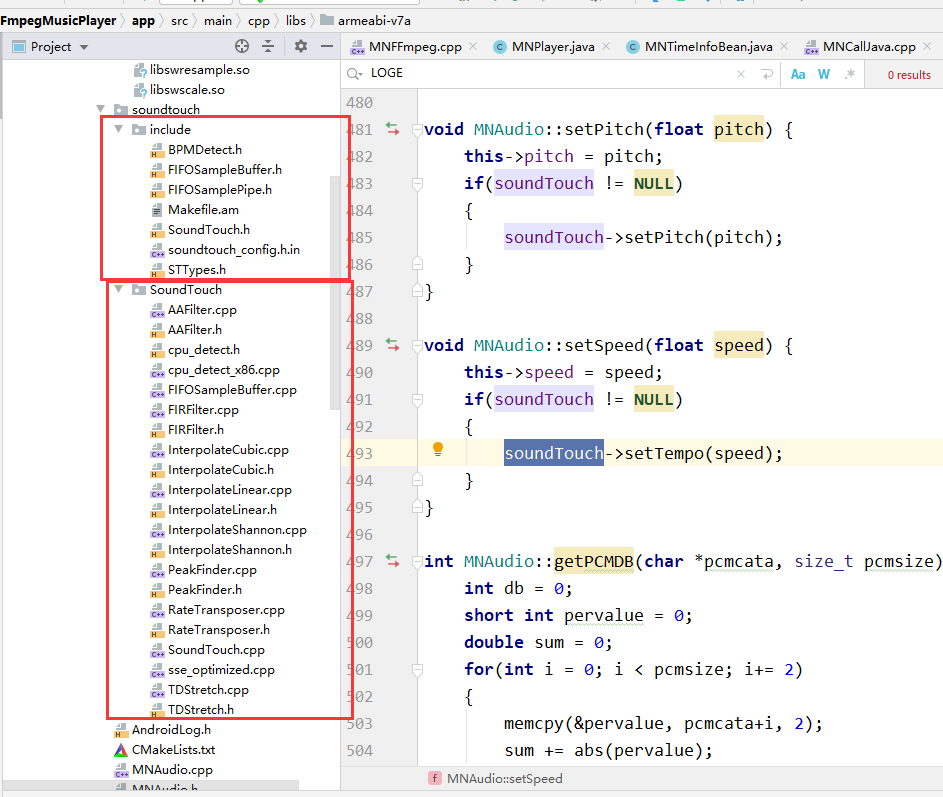 FmpegMusicPlayer app src main cpp libs armeabi-v7a
Project
MNFFmpeg.cpp MNPlayer.java MNTimeInfoBean.java MNCallJava.cpp
LOGE
Aa W .* 0 results
libswresample.so
libswscale.so
soundtouch
include
BPMDetect.h
FIFOSampleBuffer.h
FIFOSamplePipe.h
Makefile.am
SoundTouch.h
soundtouch_config.h.in
STTypes.h
SoundTouch
AAFilter.cpp
AAFilter.h
cpu_detect.h
cpu_detect_x86.cpp
FIFOSampleBuffer.cpp
FIRFilter.cpp
FIRFilter.h
InterpolateCubic.cpp
InterpolateCubic.h
InterpolateLinear.cpp
InterpolateLinear.h
InterpolateShannon.cpp
InterpolateShannon.h
PeakFinder.cpp
PeakFinder.h
RateTransposer.cpp
RateTransposer.h
SoundTouch.cpp
sse_optimized.cpp
TDStretch.cpp
TDStretch.h
AndroidLog.h
CMakeLists.txt
MNAudio.cpp
MNAudio.h
480
481 void MNAudio::setPitch(float pitch) {
482 this->pitch = pitch;
483 if(soundTouch != NULL)
484 {
485 soundTouch->setPitch(pitch);
486 }
487 }
488
489 void MNAudio::setSpeed(float speed) {
490 this->speed = speed;
491 if(soundTouch != NULL)
492 {
493 soundTouch->setTempo(speed);
494 }
495 }
496
497 int MNAudio::getPCMDB(char *pcmcata, size_t pcmsize)
498 int db = 0;
499 short int pervalue = 0;
500 double sum = 0;
501 for(int i = 0; i < pcmsize; i+= 2)
502 {
503 memcpy(&pervalue, pcmcata+i, 2);
504 sum += abs(pervalue);
f MNAudio::setSpeed